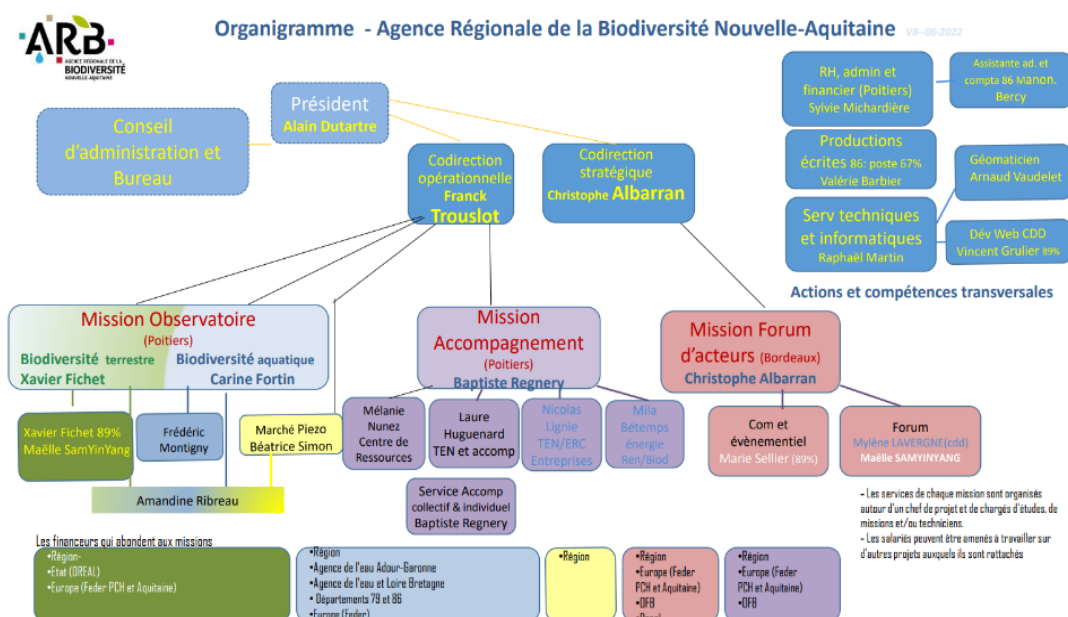 Organigramme - Agence Régionale de la Biodiversité Nouvelle-Aquitaine V8-06-2022
ARB
AGENCE RÉGIONALE DE LA
BIODIVERSITÉ
NOUVELLE-AQUITAINE
Conseil
d'administration et
Bureau
Président
Alain Dutartre
Codirection
opérationnelle
Franck
Trouslot
Codirection
stratégique
Christophe Albarran
RH, admin et
financier (Poitiers)
Sylvie Michardière
Assistante ad. et
compta 86 Manon.
Bercy
Productions
écrites 86: poste 67%
Valérie Barbier
Géomaticien
Arnaud Vaudelet
Serv techniques
et informatiques
Raphaël Martin
Dév Web CDD
Vincent Grulier 89%
Actions et compétences transversales
Mission Observatoire
(Poitiers)
Biodiversité terrestre
Xavier Fichet
Biodiversité aquatique
Carine Fortin
Mission
Accompagnement
(Poitiers)
Baptiste Regnery
Mission Forum
d'acteurs (Bordeaux)
Christophe Albarran
Xavier Fichet 89%
Maëlle SamYinYang
Frédéric
Montigny
Marché Piezo
Béatrice Simon
Amandine Ribreau
Mélanie
Nunez
Centre de
Ressources
Laure
Huguenard
TEN et accomp
Nicolas
Lignie
TEN/ERC
Entreprises
Mila
Bétemps
énergie
Ren/Biod
Service Accomp
collectif & individuel
Baptiste Regnery
Com et
évènementiel
Marie Sellier (89%)
Forum
Mylène LAVERGNE(cdd)
Maëlle SAMYINYANG
- Les services de chaque mission sont organisés
autour d'un chef de projet et de chargés d'études, de
missions et/ou techniciens.
- Les salariés peuvent être amenés à travailler sur
d'autres projets auxquels ils sont rattachés
Les financeurs qui abondent aux missions
•Région-
•Etat (DREAL)
•Europe (Feder PCH et Aquitaine)
•Région
•Agence de l'eau Adour-Garonne
•Agence de l'eau et Loire Bretagne
• Départements 79 et 86
•Europe (Feder)
•Région
•Région
•Europe (Feder
PCH et Aquitaine)
•OFB
•Région
•Europe (Feder
PCH et Aquitaine)
•OFB